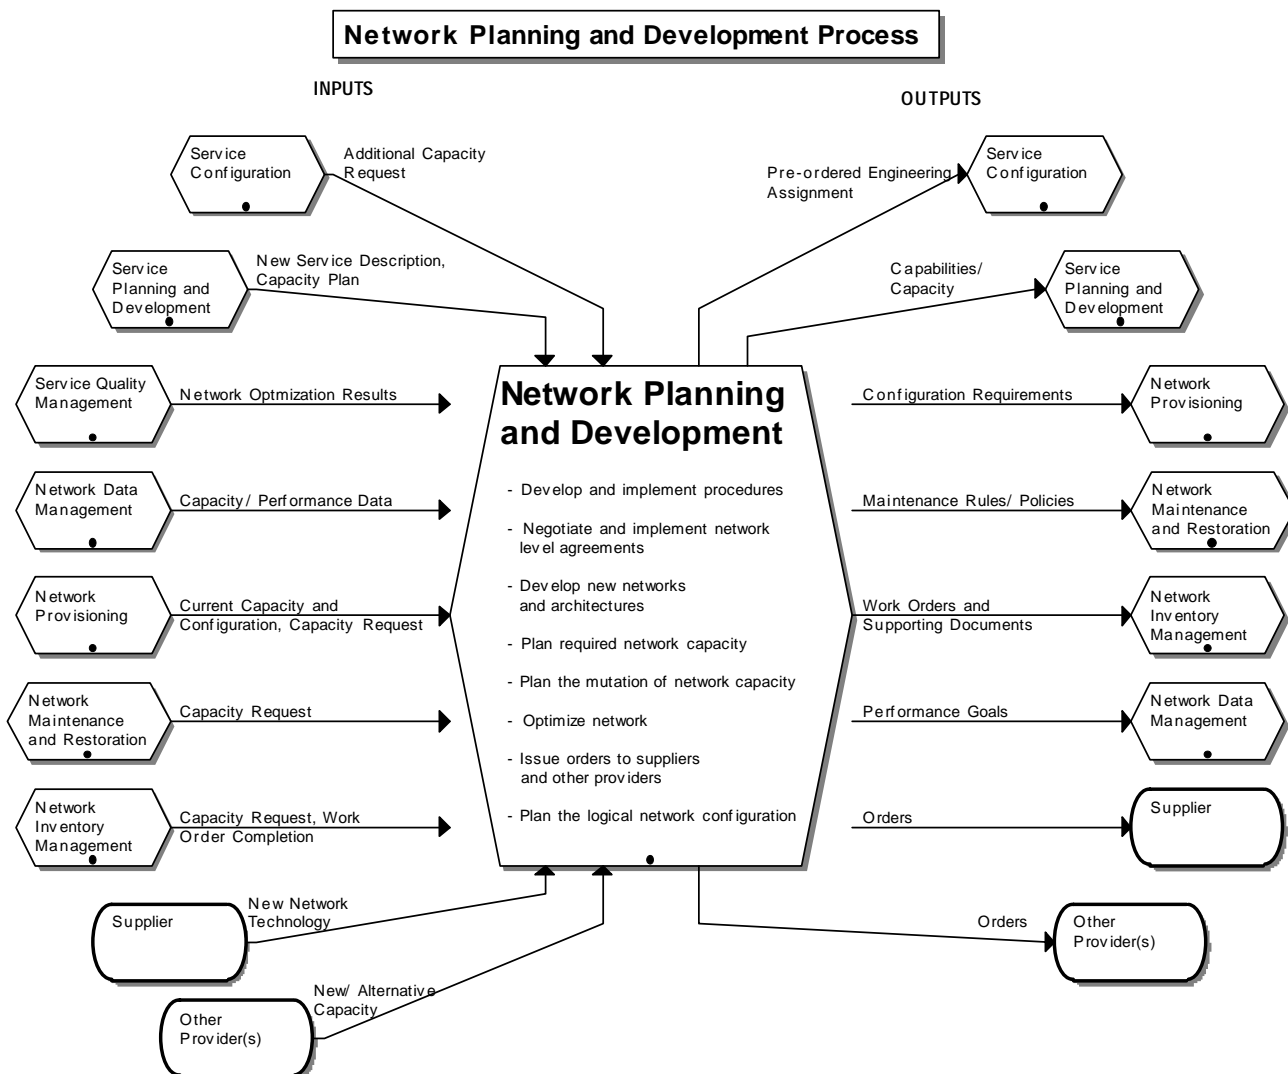 Network Planning and Development Process
INPUTS
OUTPUTS
Service
Configuration
Additional Capacity
Request
Pre-ordered Engineering
Assignment
Service
Configuration
Service
Planning and
Development
New Service Description,
Capacity Plan
Capabilities/
Capacity
Service
Planning and
Development
Service Quality
Management
Network Optmization Results
Network Data
Management
Capacity/ Performance Data
Network
Provisioning
Current Capacity and
Configuration, Capacity Request
Network
Maintenance
and Restoration
Capacity Request
Network
Inventory
Management
Capacity Request, Work
Order Completion
Supplier
New Network
Technology
Other
Provider(s)
New/ Alternative
Capacity
Network Planning
and Development
- Develop and implement procedures
- Negotiate and implement network
level agreements
- Develop new networks
and architectures
- Plan required network capacity
- Plan the mutation of network capacity
- Optimize network
- Issue orders to suppliers
and other providers
- Plan the logical network configuration
Configuration Requirements
Network
Provisioning
Maintenance Rules/ Policies
Network
Maintenance
and Restoration
Work Orders and
Supporting Documents
Network
Inventory
Management
Performance Goals
Network Data
Management
Orders
Supplier
Orders
Other
Provider(s)